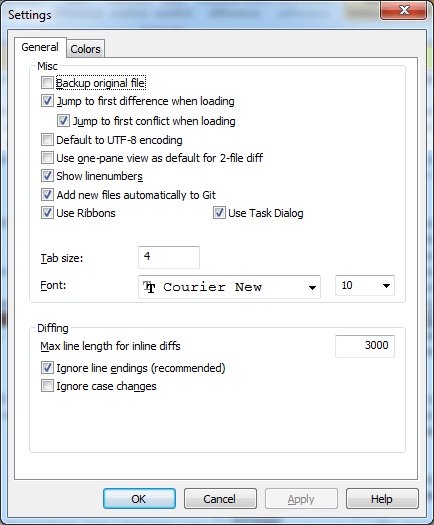 Settings
General
Colors
Misc
Backup original file
Jump to first difference when loading
Jump to first conflict when loading
Default to UTF-8 encoding
Use one-pane view as default for 2-file diff
Show linenumbers
Add new files automatically to Git
Use Ribbons
Use Task Dialog
Tab size:
4
Font:
Courier New
10
Diffing
Max line length for inline diffs
3000
Ignore line endings (recommended)
Ignore case changes
OK
Cancel
Apply
Help